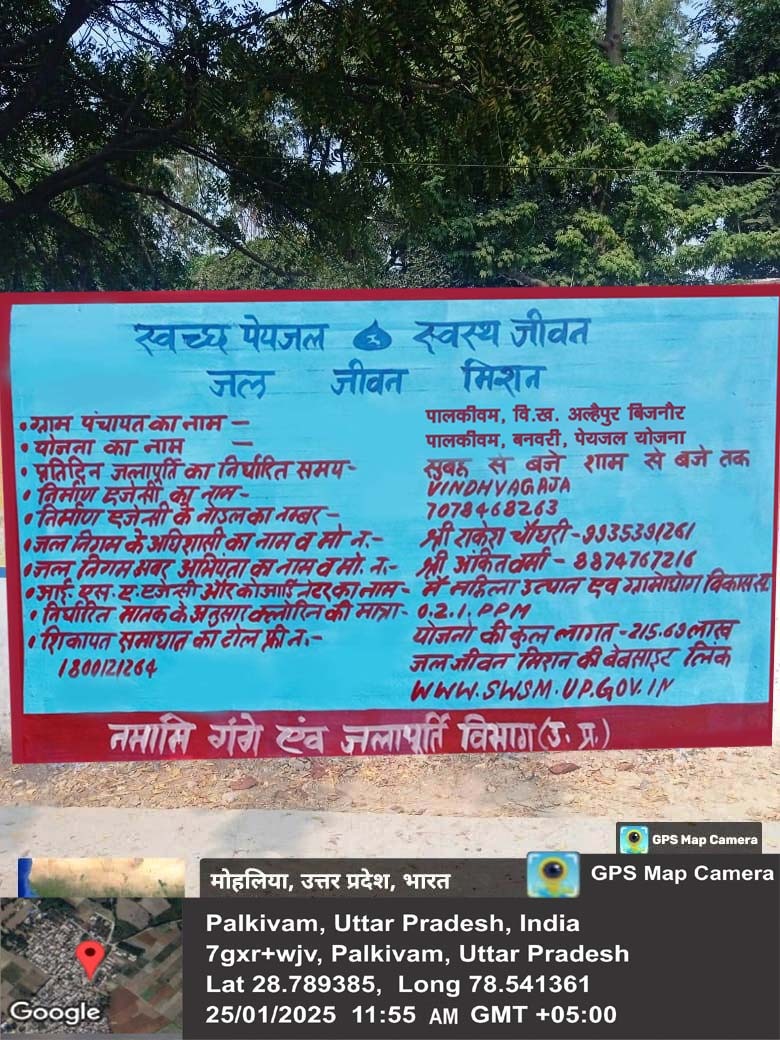 स्वच्छ पेयजल स्वस्थ जीवन
जल जीवन मिशन
• ग्राम पंचायत का नाम - पालकीवम, वि.ख. अल्हैपुर बिजनौर
• योजना का नाम - पालकीवम, बनवरी, पेयजल योजना
• प्रतिदिन जलापूर्ति का निर्धारित समय- सुबह से बजे शाम से बजे तक
• निर्माण एजेन्सी का नाम- VINDHYAGAJA
• निर्माण एजेन्सी के नोडल का नम्बर- 7078468263
• जल निगम के अधिशासी का नाम व मो न.- श्री राकेश चौधरी-9935391261
• जल निगम अवर अभियंता का नाम व मो. न.- श्री अंकित वर्मा - 8874767216
• आई. एस. ए. एजेन्सी और कोआर्डिनेटर का नाम- मै महिला उत्थान एव ग्रामोद्योग विकास स.
• निर्धारित मानक के अनुसार क्लोरिन की मात्रा- 0.2.1. PPM
• शिकायत समाधात का टोल फ्री न.- योजना की कुल लागत-215.69 लाख
1800121264 जल जीवन मिशन की बेबसाइट लिंक
WWW.SWSM.UP.GOV.IN
नमामि गंगे एंव जलापूर्ति विभाग (उ. प्र.)
GPS Map Camera
GPS Map Camera
मोहलिया, उत्तर प्रदेश, भारत
Palkivam, Uttar Pradesh, India
7gxr+wjv, Palkivam, Uttar Pradesh
Lat 28.789385, Long 78.541361
25/01/2025 11:55 AM GMT +05:00
Google